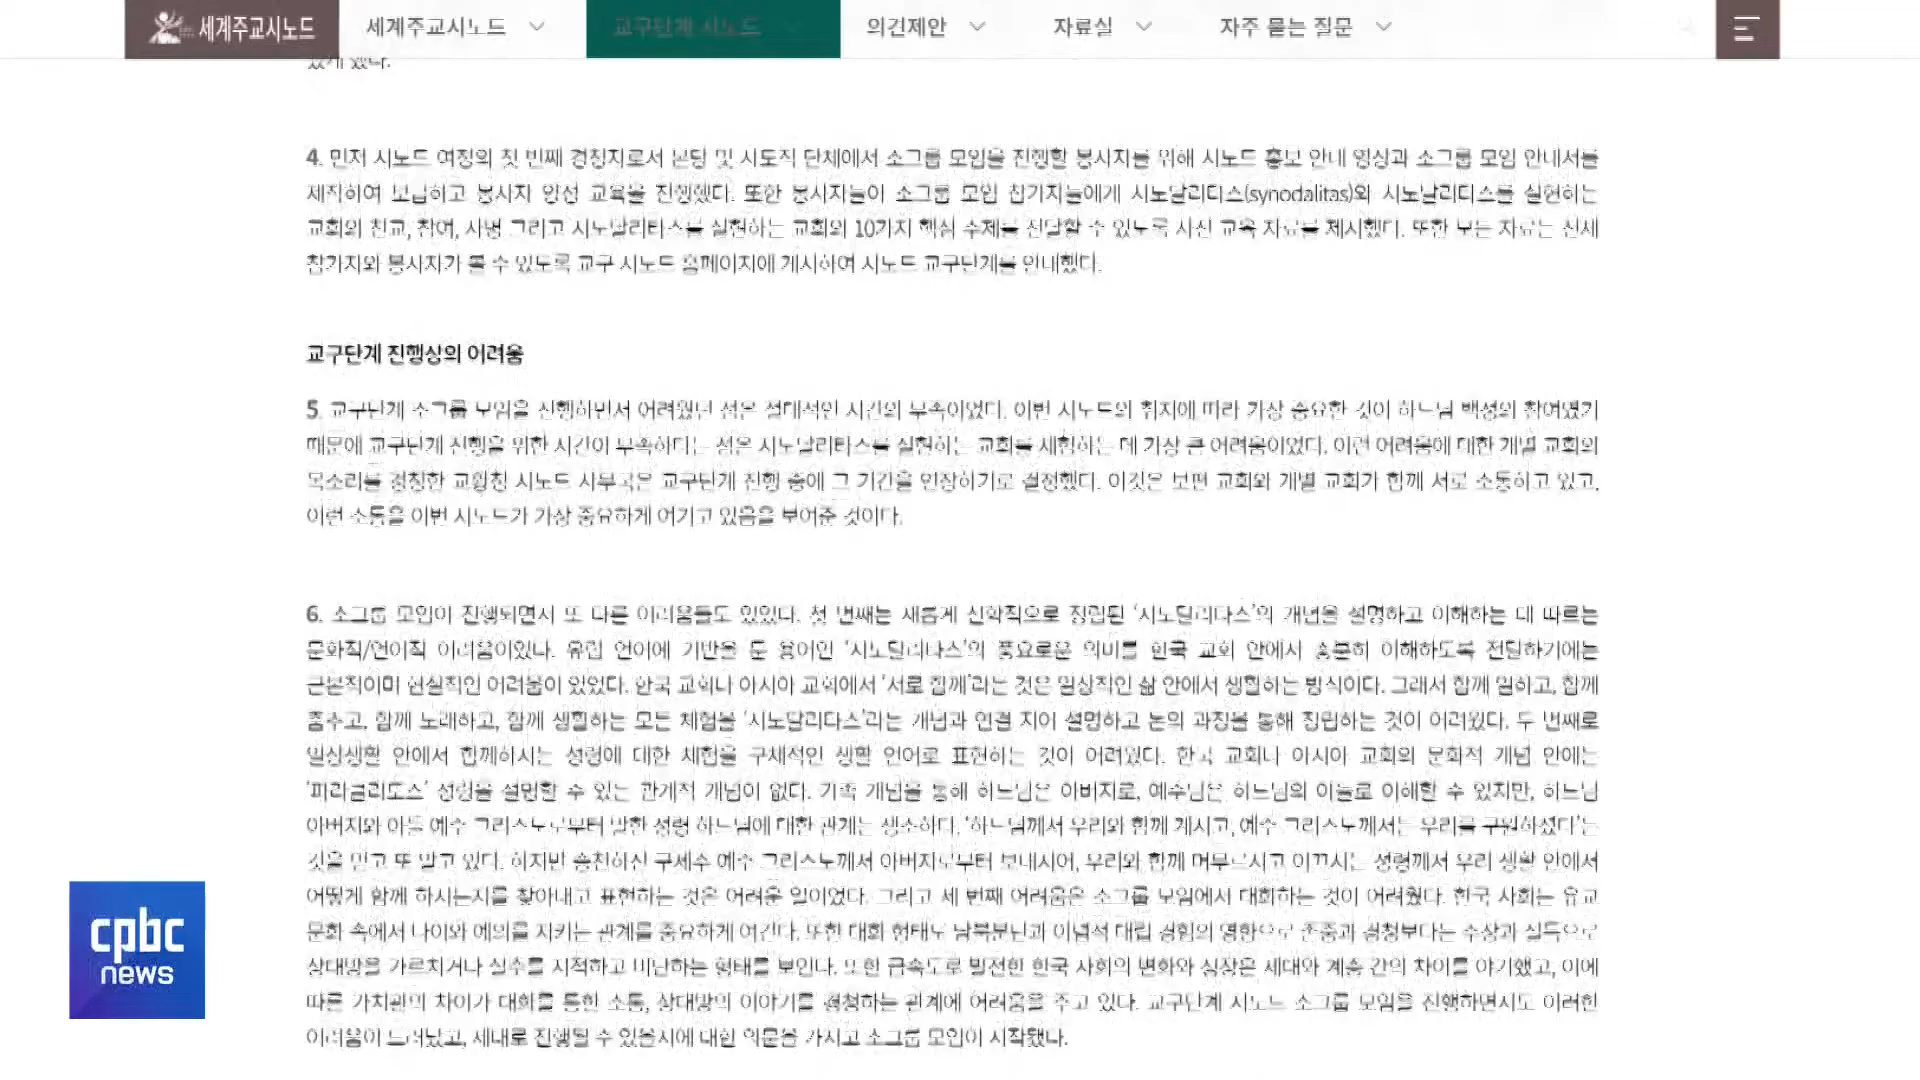 세계주교시노드
세계주교시노드
교구단계 시노드
의견제안
자료실
자주 묻는 질문
있게 됐다.
4. 먼저 시노드 여정의 첫 번째 경청지로서 본당 및 사도직 단체에서 소그룹 모임을 진행할 봉사자를 위해 시노드 홍보 안내 영상과 소그룹 모임 안내서를
제작하여 보급하고 봉사자 양성 교육을 진행했다. 또한 봉사자들이 소그룹 모임 참가자들에게 시노달리타스(synodalitas)와 시노달리타스를 실현하는
교회의 친교, 참여, 사명 그리고 시노달리타스를 실현하는 교회의 10가지 핵심 주제를 전달할 수 있도록 사전 교육 자료를 제시했다. 또한 모든 자료는 전체
참가자와 봉사자가 볼 수 있도록 교구 시노드 홈페이지에 게시하여 시노드 교구단계를 안내했다.
교구단계 진행상의 어려움
5. 교구단계 소그룹 모임을 진행하면서 어려웠던 점은 절대적인 시간의 부족이었다. 이번 시노드의 취지에 따라 가장 중요한 것이 하느님 백성의 참여였기
때문에 교구단계 진행을 위한 시간이 부족하다는 점은 시노달리타스를 실현하는 교회를 체험하는 데 가장 큰 어려움이었다. 이런 어려움에 대한 개별 교회의
목소리를 경청한 교황청 시노드 사무국은 교구단계 진행 중에 그 기간을 연장하기로 결정했다. 이것은 보편 교회와 개별 교회가 함께 서로 소통하고 있고,
이런 소통을 이번 시노드가 가장 중요하게 여기고 있음을 보여준 것이다.
6. 소그룹 모임이 진행되면서 또 다른 어려움들도 있었다. 첫 번째는 새롭게 신학적으로 정립된 ‘시노달리타스’의 개념을 설명하고 이해하는 데 따르는
문화적/언어적 어려움이었다. 유럽 언어에 기반을 둔 용어인 ‘시노달리타스’의 풍요로운 의미를 한국 교회 안에서 충분히 이해하도록 전달하기에는
근본적이며 현실적인 어려움이 있었다. 한국 교회나 아시아 교회에서 ‘서로 함께’라는 것은 일상적인 삶 안에서 생활하는 방식이다. 그래서 함께 일하고, 함께
춤추고, 함께 노래하고, 함께 생활하는 모든 체험을 ‘시노달리타스’라는 개념과 연결 지어 설명하고 논의 과정을 통해 정립하는 것이 어려웠다. 두 번째로
일상생활 안에서 함께하시는 성령에 대한 체험을 구체적인 생활 언어로 표현하는 것이 어려웠다. 한국 교회나 아시아 교회의 문화적 개념 안에는
‘파라클리토스’ 성령을 설명할 수 있는 관계적 개념이 없다. 가족 개념을 통해 하느님은 아버지로, 예수님은 하느님의 아들로 이해할 수 있지만, 하느님
아버지와 아들 예수 그리스도로부터 발한 성령 하느님에 대한 관계는 생소하다. ‘하느님께서 우리와 함께 계시고, 예수 그리스도께서는 우리를 구원하셨다’는
것을 믿고 또 알고 있다. 하지만 승천하신 구세주 예수 그리스도께서 아버지로부터 보내시어, 우리와 함께 머무르시고 이끄시는 성령께서 우리 생활 안에서
어떻게 함께 하시는지를 찾아내고 표현하는 것은 어려운 일이었다. 그리고 세 번째 어려움은 소그룹 모임에서 대화하는 것이 어려웠다. 한국 사회는 유교
문화 속에서 나이와 예의를 지키는 관계를 중요하게 여긴다. 또한 대화 형태도 남북분단과 이념적 대립 경험의 영향으로 존중과 경청보다는 주장과 설득으로
상대방을 가르치거나 실수를 지적하고 비난하는 형태를 보인다. 또한 급속도로 발전한 한국 사회의 변화와 성장은 세대와 계층 간의 차이를 야기했고, 이에
따른 가치관의 차이가 대화를 통한 소통, 상대방의 이야기를 경청하는 관계에 어려움을 주고 있다. 교구단계 시노드 소그룹 모임을 진행하면서도 이러한
어려움이 드러났고, 제대로 진행될 수 있을지에 대한 의문을 가지고 소그룹 모임이 시작됐다.
cpbc
news